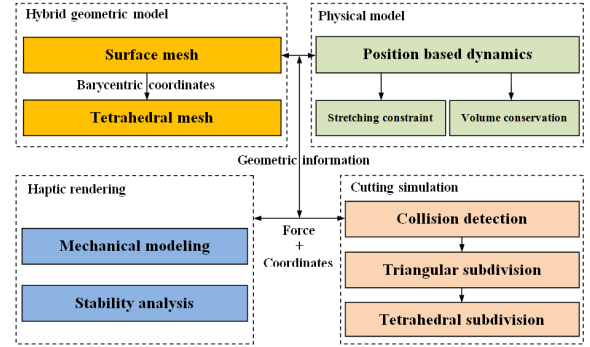 Hybrid geometric model
Surface mesh
Barycentric coordinates
Tetrahedral mesh
Physical model
Position based dynamics
Stretching constraint
Volume conservation
Geometric information
Haptic rendering
Mechanical modeling
Stability analysis
Force
+
Coordinates
Cutting simulation
Collision detection
Triangular subdivision
Tetrahedral subdivision